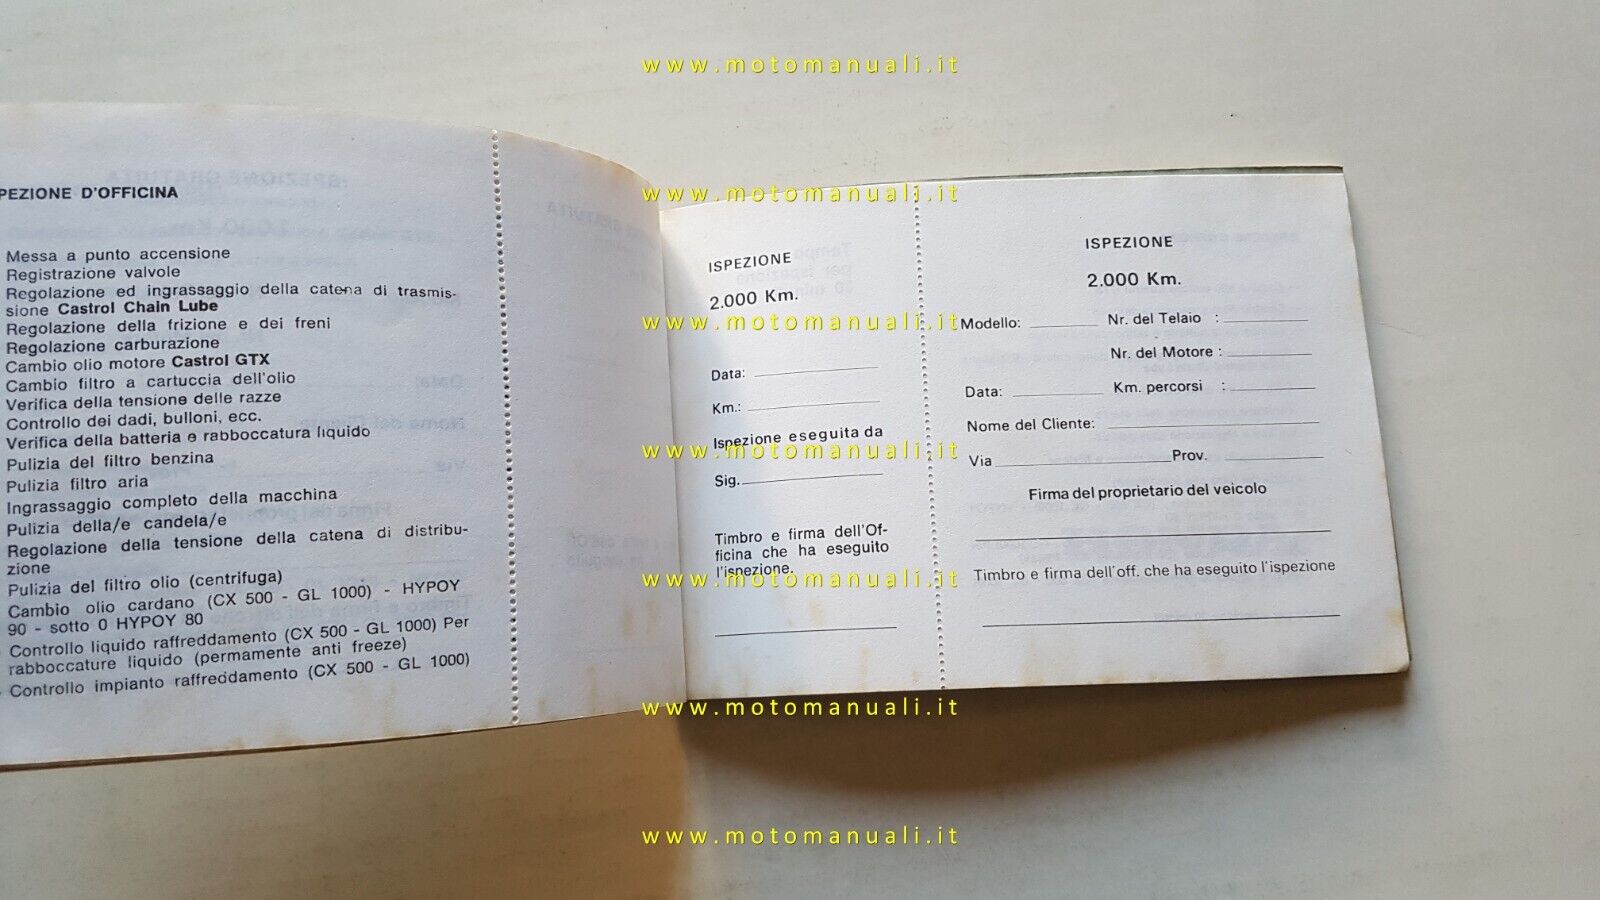 www.motomanuali.it
PEZIONE D'OFFICINA
Messa a punto accensione
Registrazione valvole
Regolazione ed ingrassaggio della catena di trasmis-
sione Castrol Chain Lube
Regolazione della frizione e dei freni
Regolazione carburazione
Cambio olio motore Castrol GTX
Cambio filtro a cartuccia dell'olio
Verifica della tensione delle razze
Controllo dei dadi, bulloni, ecc.
Verifica della batteria e rabboccatura liquido
Pulizia del filtro benzina
Pulizia filtro aria
Ingrassaggio completo della macchina
Pulizia della/e candela/e
Regolazione della tensione della catena di distribu-
zione
Pulizia del filtro olio (centrifuga)
Cambio olio cardano (CX 500 - GL 1000) - HYPOY
90 - sotto 0 HYPOY 80
Controllo liquido raffreddamento (CX 500 - GL 1000) Per
rabboccature liquido (permamente anti freeze)
Controllo impianto raffreddamento (CX 500 - GL 1000)
www.motomanuali.it
ISPEZIONE
2.000 Km.
www.motomanuali.it
Data:
Km.:
Ispezione eseguita da
www.motomanuali.it
Sig.
Timbro e firma dell'Of-
ficina che ha eseguito
l'ispezione.
www.motomanuali.it
ISPEZIONE
2.000 Km.
Modello: Nr. del Telaio :
Nr. del Motore :
Data: Km. percorsi :
Nome del Cliente:
Via Prov.
Firma del proprietario del veicolo
Timbro e firma dell'off. che ha eseguito l'ispezione
www.motomanuali.it
www.motomanuali.it